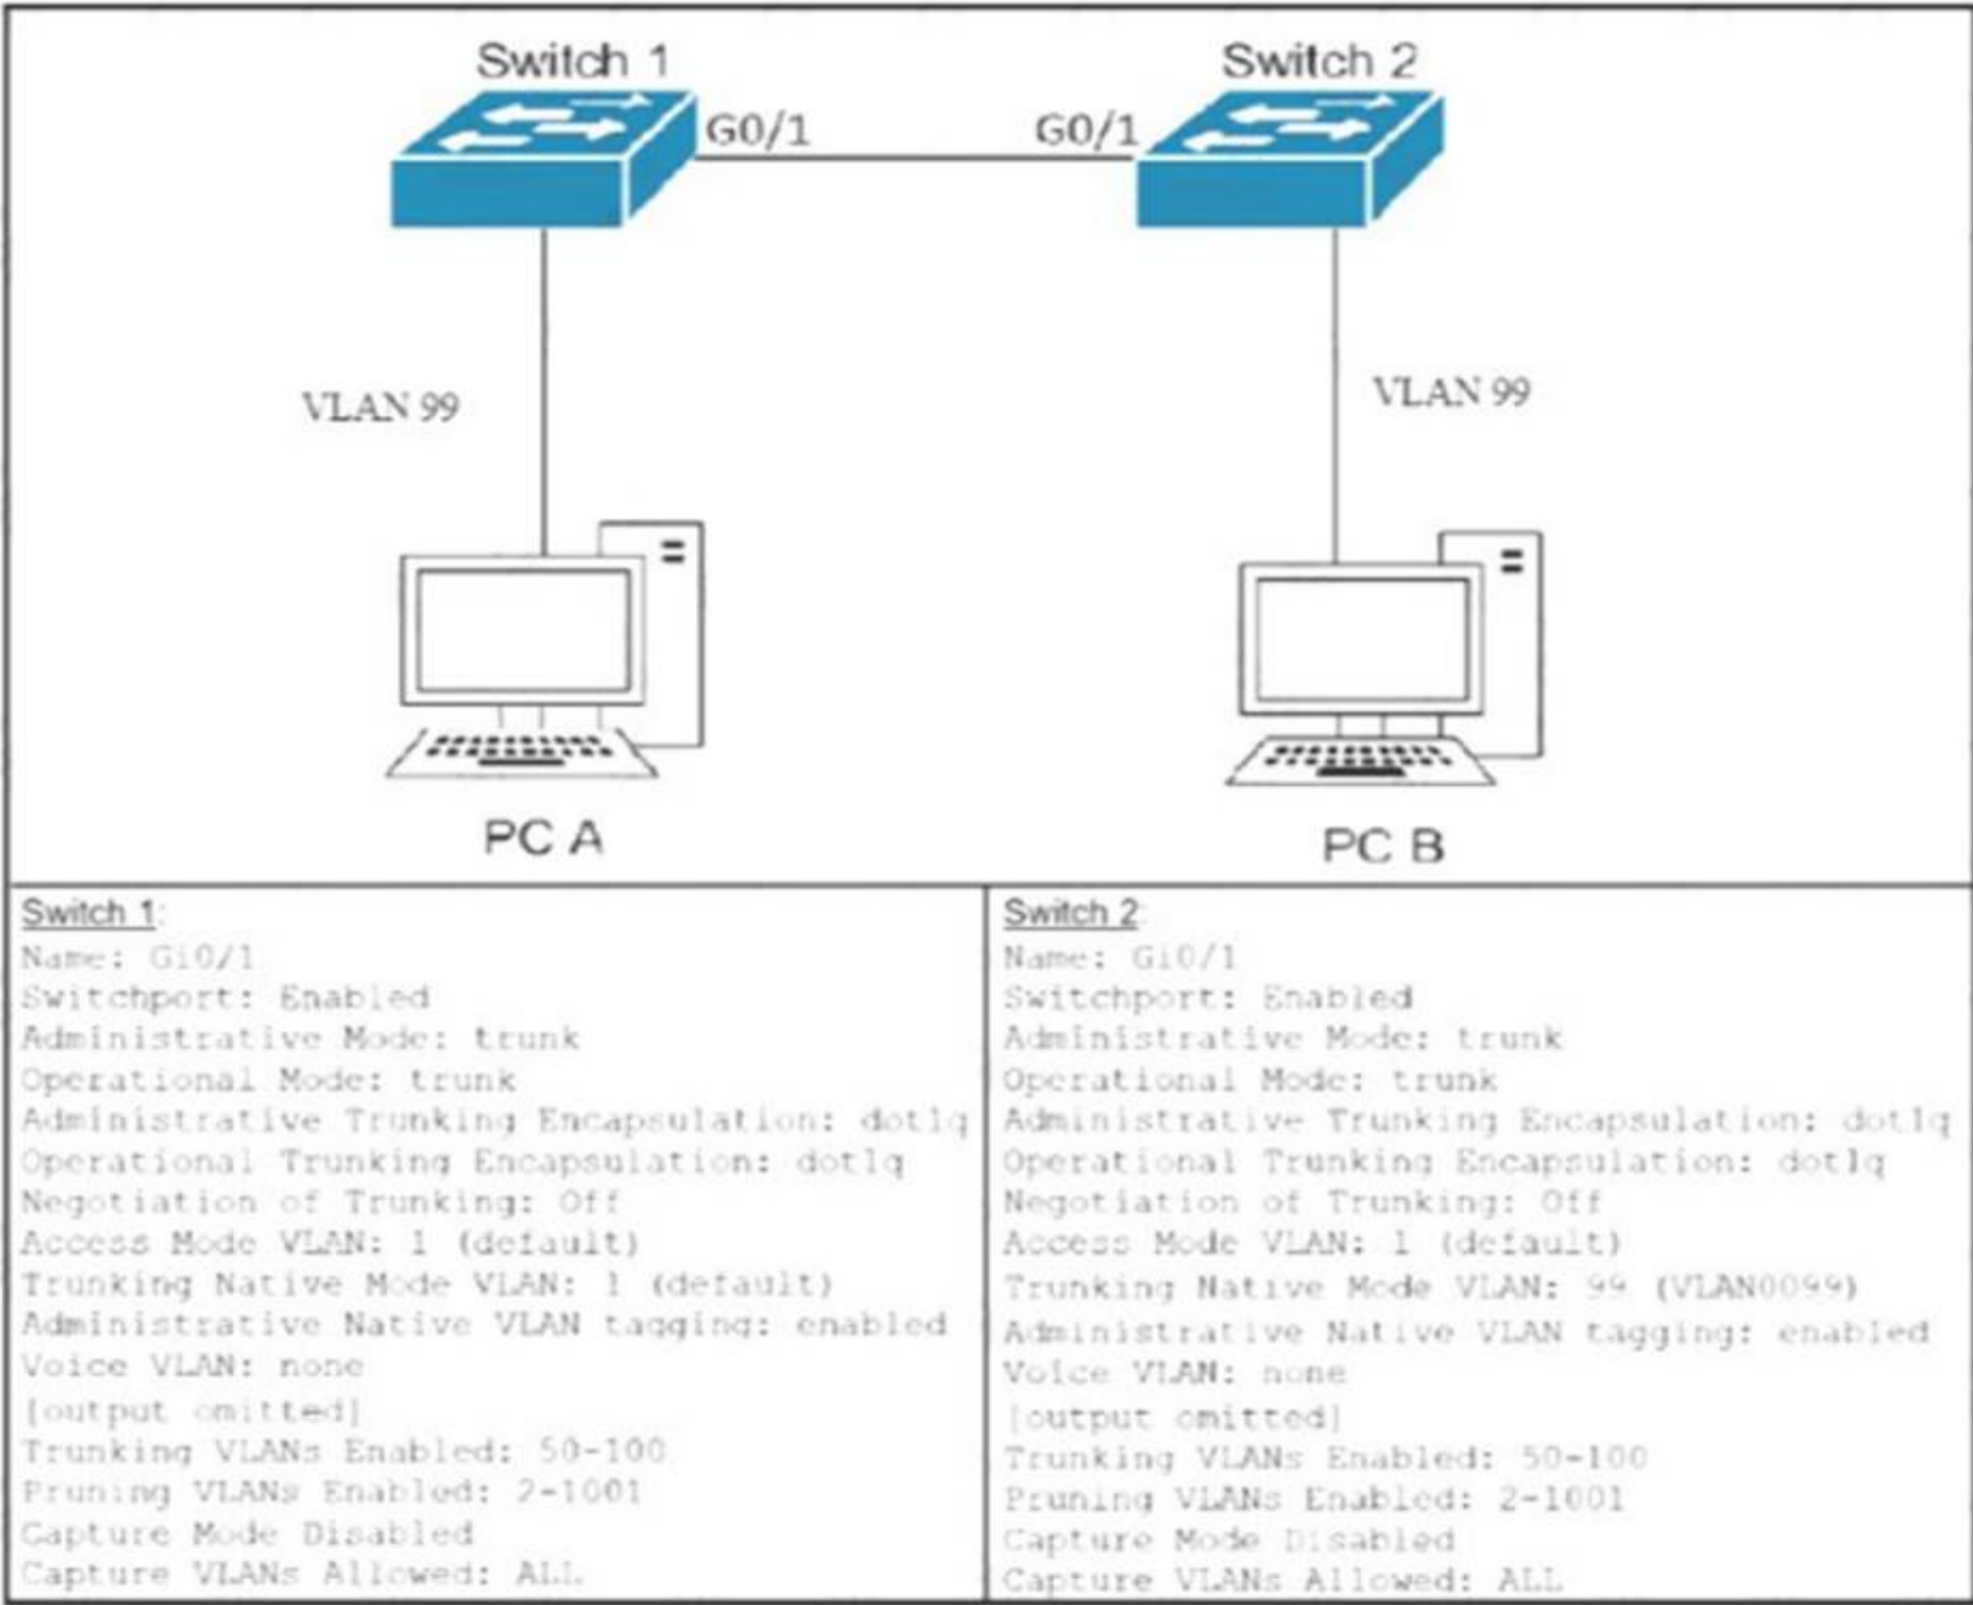 Switch 1
Switch 2
G0/1
G0/1
VLAN 99
VLAN 99
PC A
PC B
Switch 1:
Name: Gi0/1
Switchport: Enabled
Administrative Mode: trunk
Operational Mode: trunk
Administrative Trunking Encapsulation: dot1q
Operational Trunking Encapsulation: dot1q
Negotiation of Trunking: Off
Access Mode VLAN: 1 (default)
Trunking Native Mode VLAN: 1 (default)
Administrative Native VLAN tagging: enabled
Voice VLAN: none
[output omitted]
Trunking VLANs Enabled: 50-100
Pruning VLANs Enabled: 2-1001
Capture Mode Disabled
Capture VLANs Allowed: ALL
Switch 2:
Name: Gi0/1
Switchport: Enabled
Administrative Mode: trunk
Operational Mode: trunk
Administrative Trunking Encapsulation: dot1q
Operational Trunking Encapsulation: dot1q
Negotiation of Trunking: Off
Access Mode VLAN: 1 (default)
Trunking Native Mode VLAN: 99 (VLAN0099)
Administrative Native VLAN tagging: enabled
Voice VLAN: none
[output omitted]
Trunking VLANs Enabled: 50-100
Pruning VLANs Enabled: 2-1001
Capture Mode Disabled
Capture VLANs Allowed: ALL